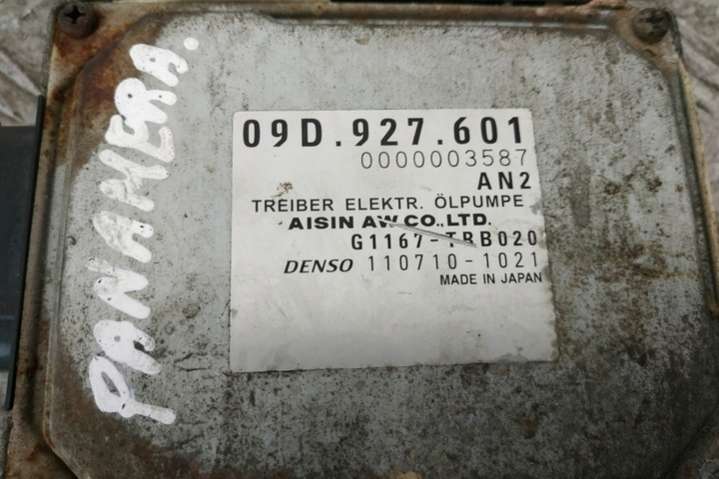 PANAMERA.
09D.927.601
0000003587
AN2
TREIBER ELEKTR. ÖLPUMPE
AISIN AW CO.,LTD.
G1167-TBB020
DENSO 110710-1021
MADE IN JAPAN